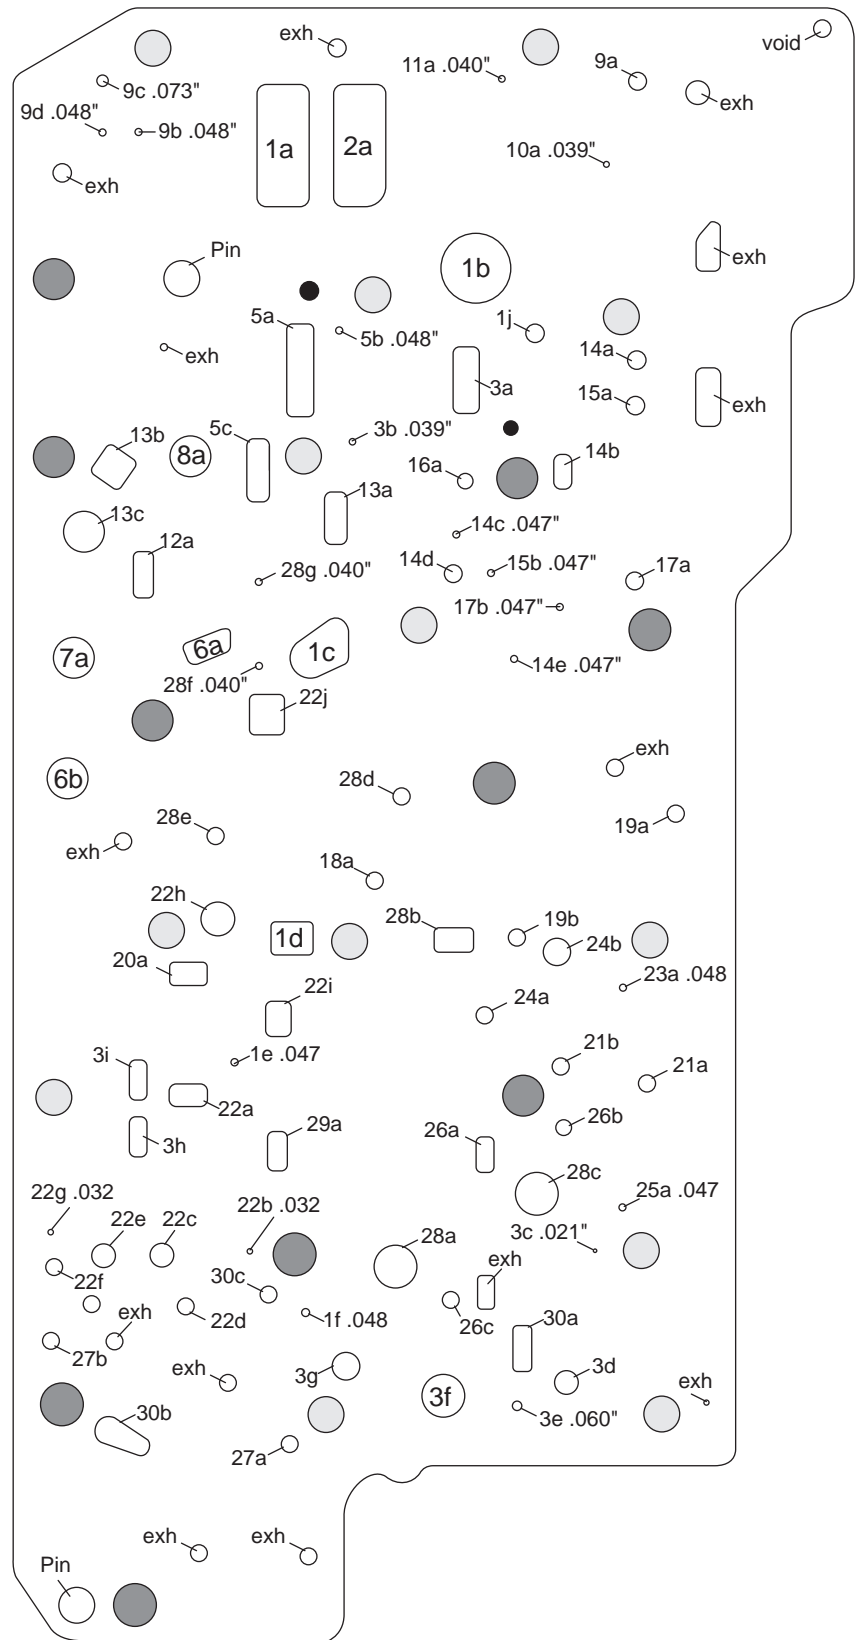 void
exh
11a .040"
9a
9c .073"
exh
9d .048"
9b .048"
1a
2a
10a .039"
exh
Pin
exh
1b
5a
1j
5b .048"
14a
exh
3a
15a
exh
5c
3b .039"
13b
8a
14b
16a
13a
13c
14c .047"
12a
14d
15b .047"
17a
28g .040"
17b .047"
6a
1c
7a
14e .047"
28f .040"
22j
exh
6b
28d
28e
19a
exh
18a
22h
28b
19b
1d
24b
20a
23a .048
22i
24a
21b
3i
1e .047
21a
22a
26b
29a
26a
3h
28c
22g .032
25a .047
22b .032
22e
22c
3c .021"
28a
exh
22f
30c
exh
22d
1f .048
26c
30a
27b
exh
3g
3d
exh
3f
30b
3e .060"
27a
exh
exh
Pin